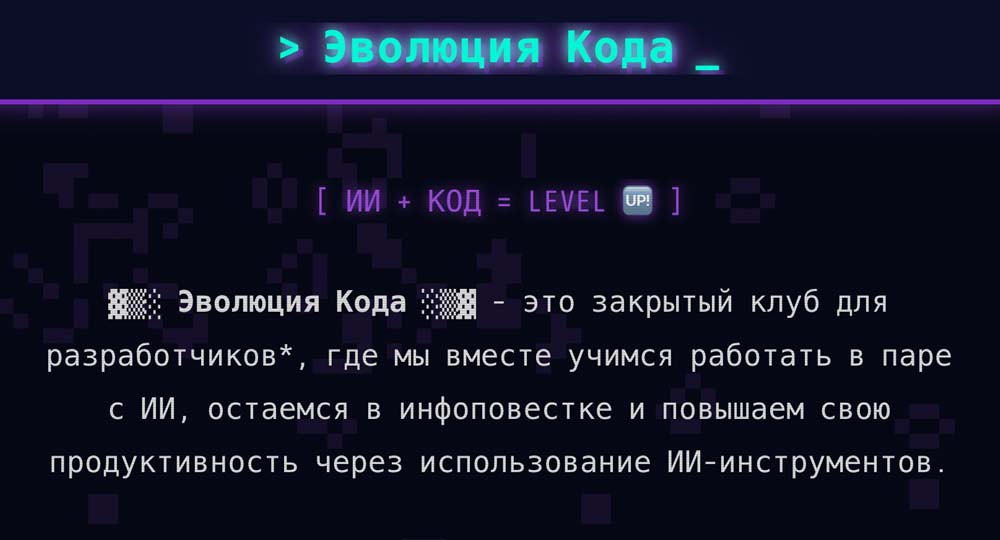 > Эволюция Кода _
[ ИИ + КОД = LEVEL 🆙 ]
▓▒░ Эволюция Кода ░▒▓ - это закрытый клуб для
разработчиков*, где мы вместе учимся работать в паре
с ИИ, остаемся в инфоповестке и повышаем свою
продуктивность через использование ИИ-инструментов.